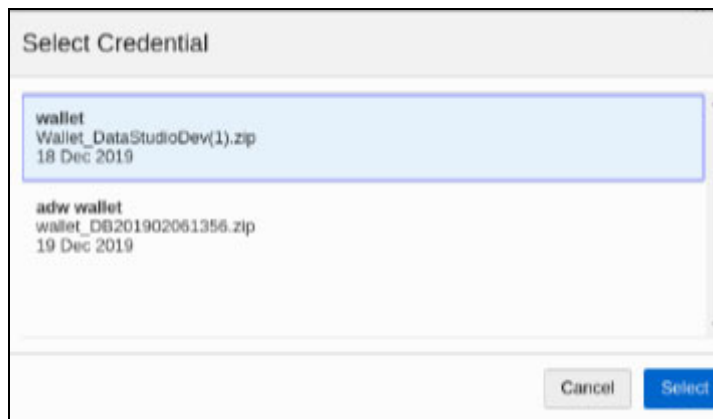 Select Credential
wallet
Wallet_DataStudioDev(1).zip
18 Dec 2019
adw wallet
wallet_DB201902061356.zip
19 Dec 2019
Cancel
Select